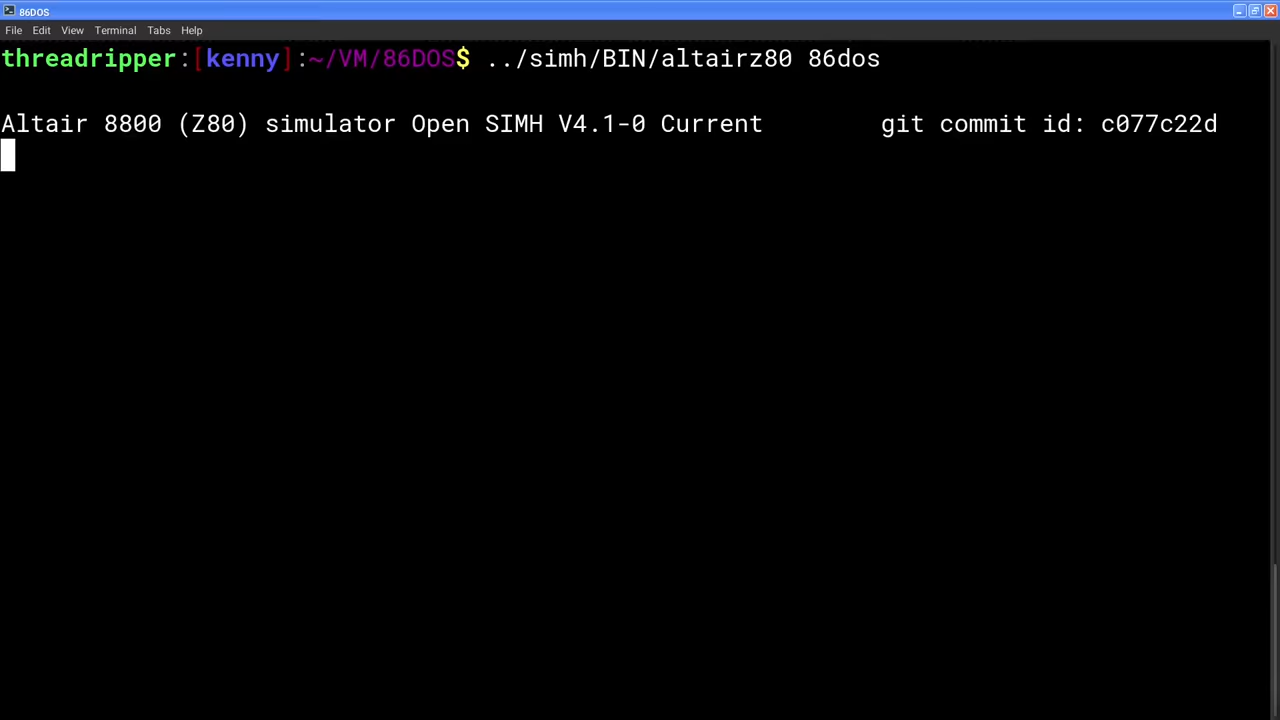 86DOS
File Edit View Terminal Tabs Help
threadripper:[kenny]:~/VM/86DOS$ ../simh/BIN/altairz80 86dos
Altair 8800 (Z80) simulator Open SIMH V4.1-0 Current        git commit id: c077c22d